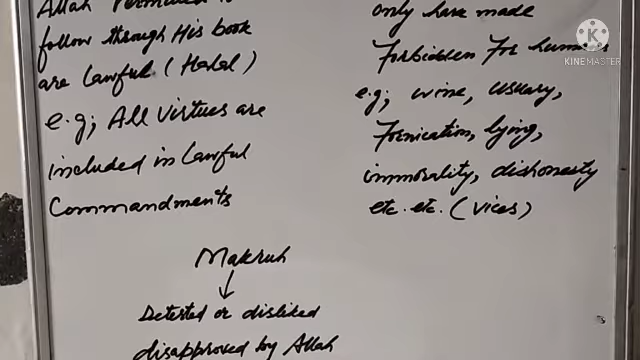 Allah Permitted to
follow through His book
are lawful (Halal)
e.g; All virtues are
included in lawful
Commandments
only have made
Forbidden for humans
e.g; wine, usury,
Fornication, lying,
immorality, dishonesty
etc. etc. (vices)
Makruh
↓
Detested or disliked
disapproved by Allah
KINEMASTER